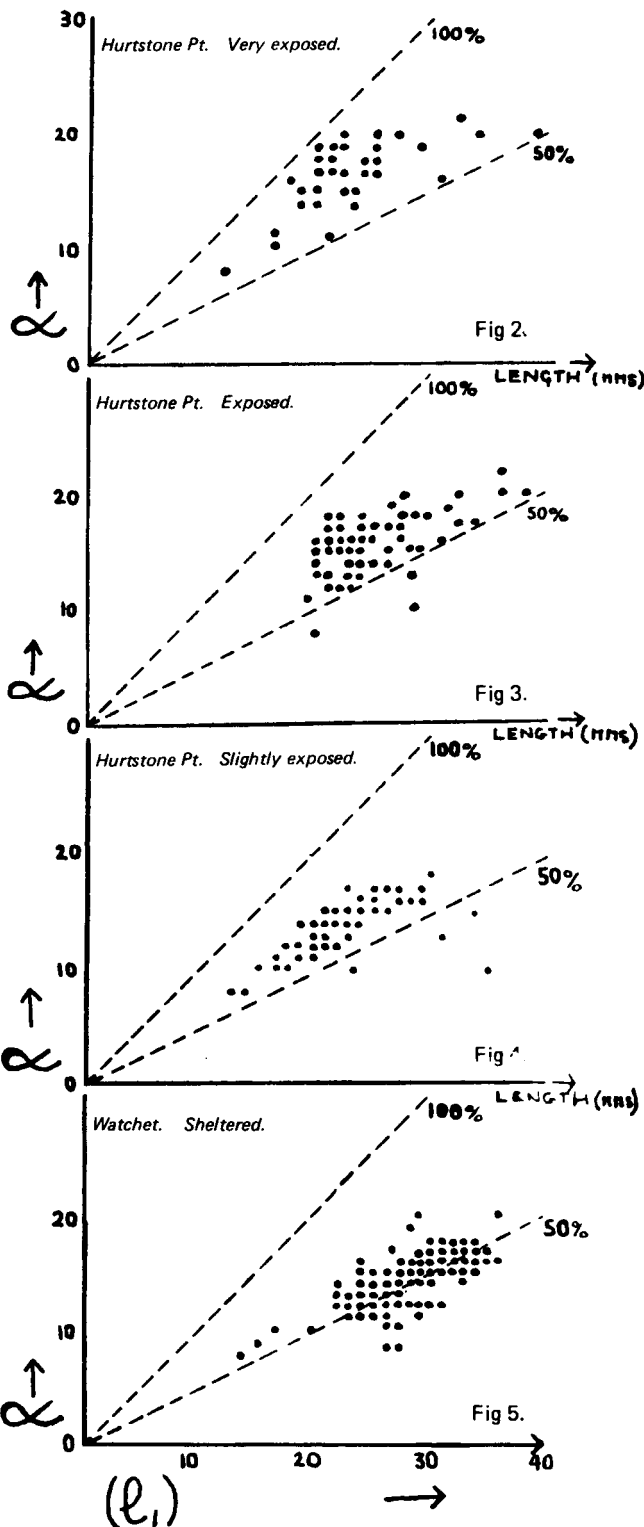 30
Hurtstone Pt. Very exposed.
100%
20
50%
10
∝ →
Fig 2.
0
LENGTH → (MMS)
Hurtstone Pt. Exposed.
100%
20
50%
10
∝ →
Fig 3.
0
LENGTH → (MMS)
Hurtstone Pt. Slightly exposed.
100%
20
50%
10
∝ →
Fig
0
LENGTH → (MMS)
Watchet. Sheltered.
100%
20
50%
10
∝ →
Fig 5.
0
10 20 30 40
(ℓ₁) →